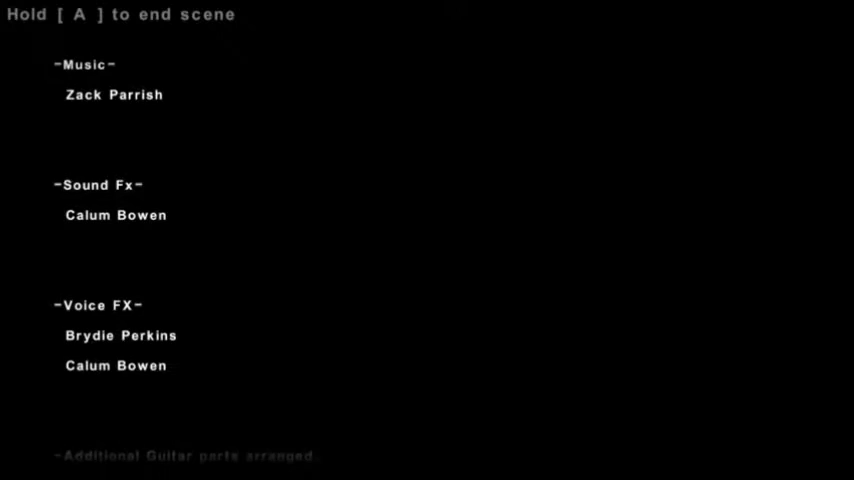 Hold [ A ] to end scene
-Music-
Zack Parrish
-Sound Fx-
Calum Bowen
-Voice FX-
Brydie Perkins
Calum Bowen
-Additional Guitar parts arranged.